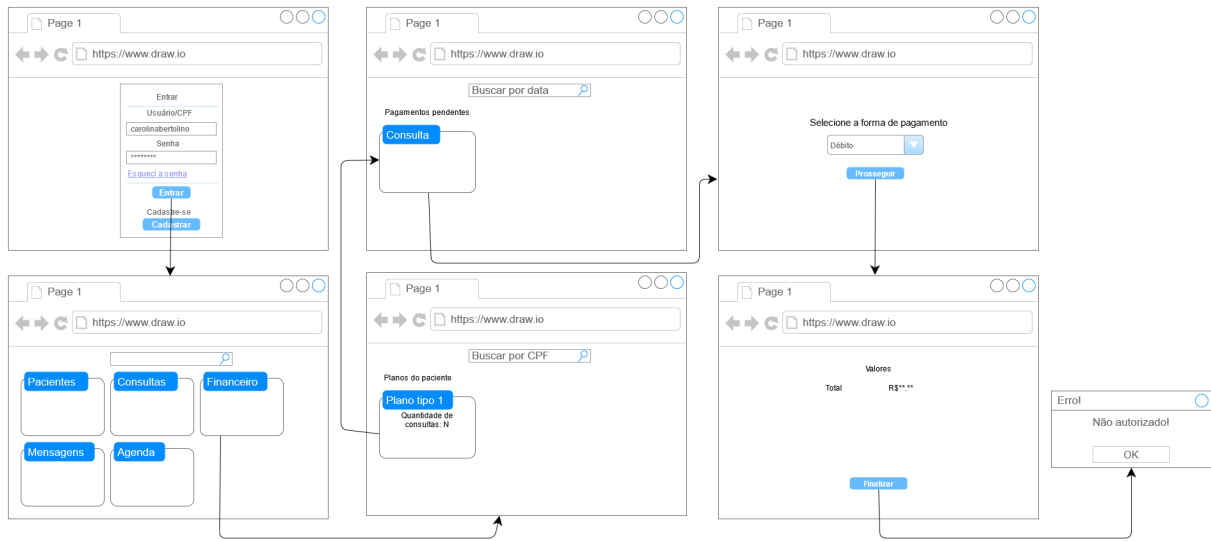 Page 1
https://www.draw.io
Entrar
Usuário/CPF
carolinabertolino
Senha
********
Esqueci a senha
Entrar
Cadastre-se
Cadastrar
Page 1
https://www.draw.io
Pacientes
Consultas
Financeiro
Mensagens
Agenda
Page 1
https://www.draw.io
Buscar por CPF
Planos do paciente
Plano tipo 1
Quantidade de
consultas: N
Page 1
https://www.draw.io
Buscar por data
Pagamentos pendentes
Consulta
Page 1
https://www.draw.io
Selecione a forma de pagamento
Débito
Prosseguir
Page 1
https://www.draw.io
Valores
Total R$**.**
Finalizar
Erro!
Não autorizado!
OK